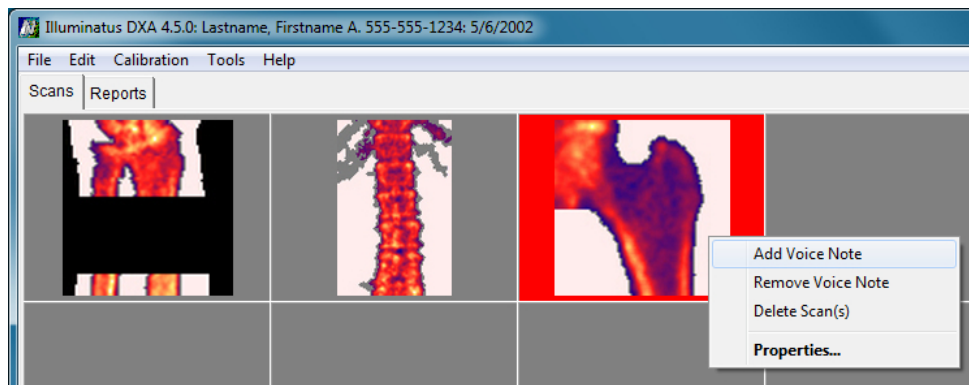 Illuminatus DXA 4.5.0: Lastname, Firstname A. 555-555-1234: 5/6/2002
File Edit Calibration Tools Help
Scans Reports
Add Voice Note
Remove Voice Note
Delete Scan(s)
Properties...